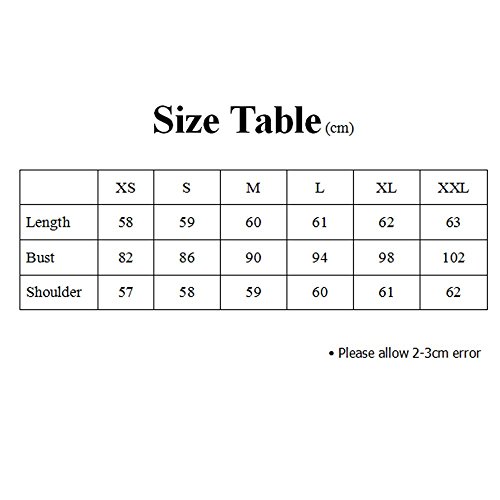 Size Table (cm)
XS S M L XL XXL
Length 58 59 60 61 62 63
Bust 82 86 90 94 98 102
Shoulder 57 58 59 60 61 62
• Please allow 2-3cm error